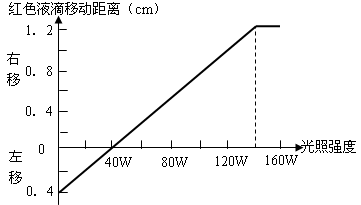 红色液滴移动距离（cm）
1. 2
右移
0. 8
0. 4
0
左移
0. 4
40W
80W
120W
160W
光照强度